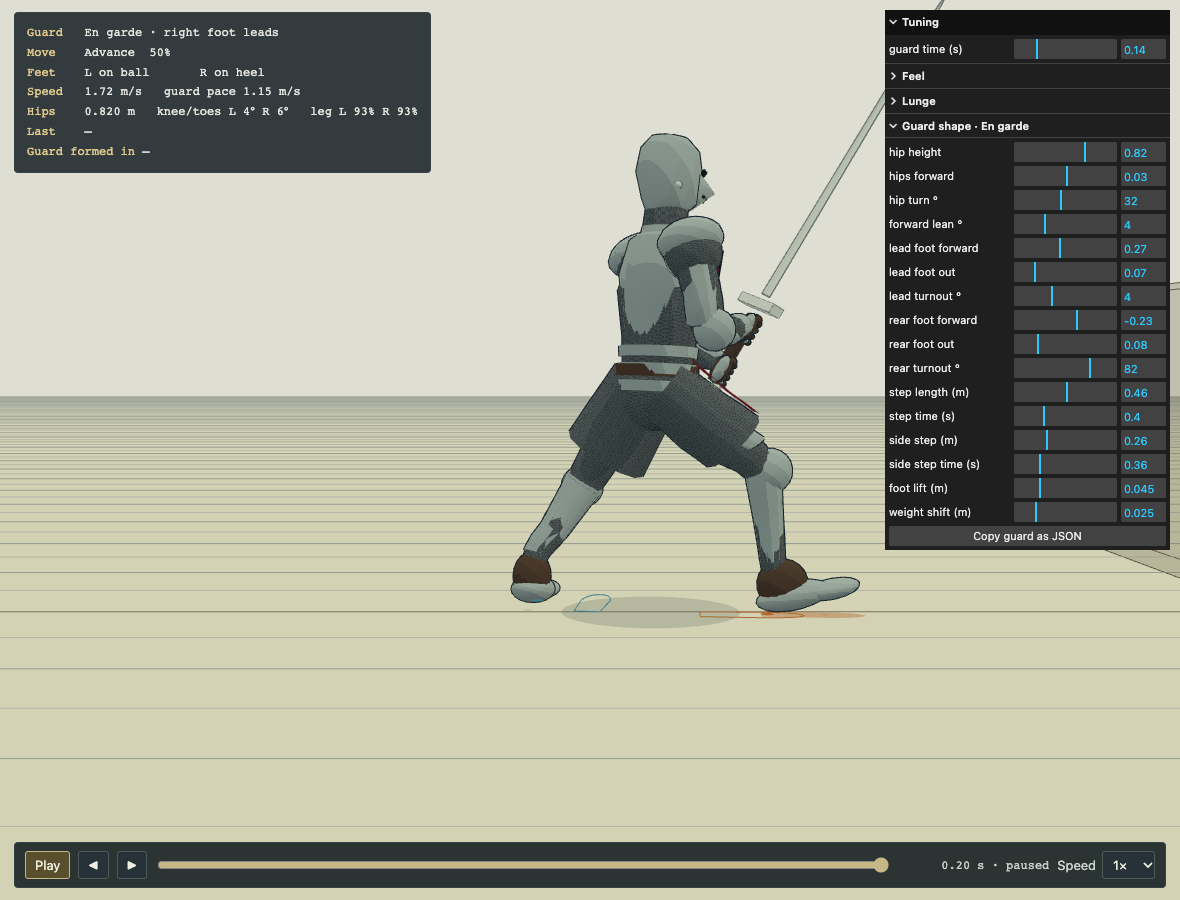 Guard En garde · right foot leads
Move Advance 50%
Feet L on ball R on heel
Speed 1.72 m/s guard pace 1.15 m/s
Hips 0.820 m knee/toes L 4° R 6° leg L 93% R 93%
Last —
Guard formed in —
Tuning
guard time (s) 0.14
Feel
Lunge
Guard shape · En garde
hip height 0.82
hips forward 0.03
hip turn ° 32
forward lean ° 4
lead foot forward 0.27
lead foot out 0.07
lead turnout ° 4
rear foot forward -0.23
rear foot out 0.08
rear turnout ° 82
step length (m) 0.46
step time (s) 0.4
side step (m) 0.26
side step time (s) 0.36
foot lift (m) 0.045
weight shift (m) 0.025
Copy guard as JSON
Play 0.20 s · paused Speed 1×